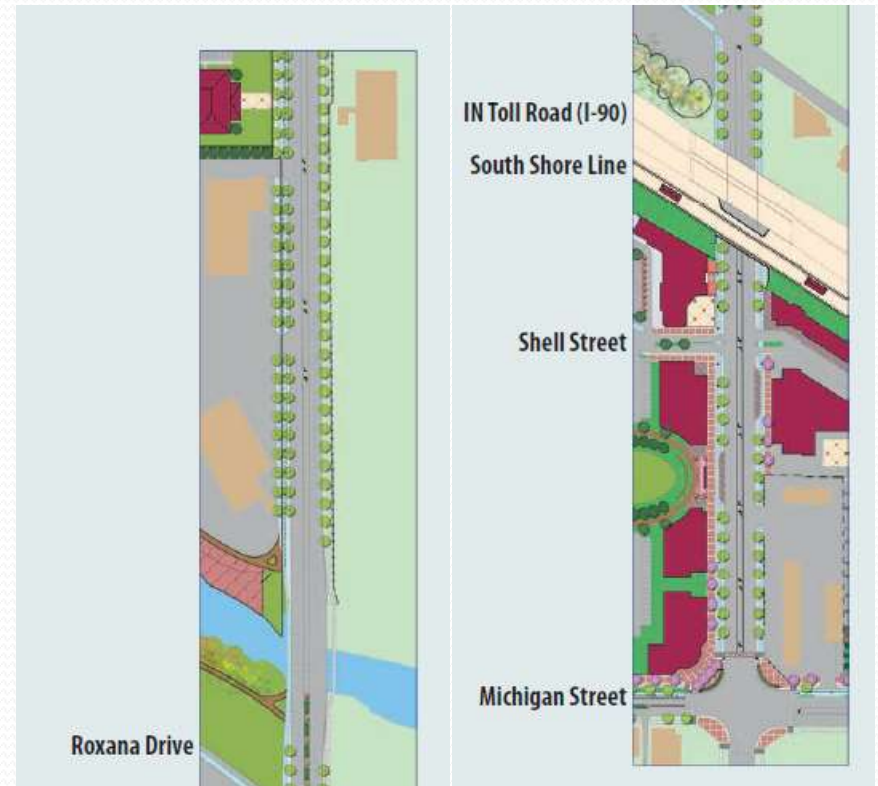 Roxana Drive
IN Toll Road (I-90)
South Shore Line
Shell Street
Michigan Street